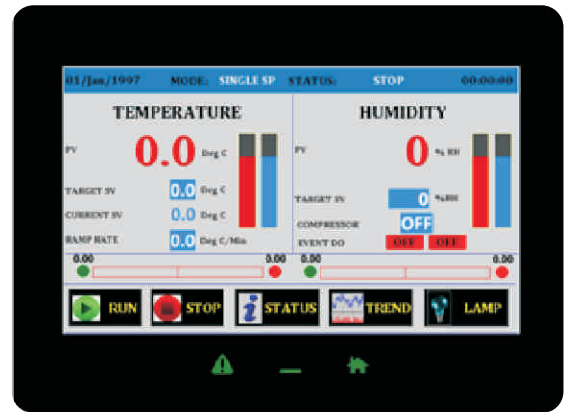 01/Jan/1997 MODE: SINGLE SP STATUS: STOP 00:00:00
TEMPERATURE HUMIDITY
PV 0.0 Deg C PV 0 % RH
TARGET SV 0.0 Deg C TARGET SV 0 %RH
CURRENT SV 0.0 Deg C COMPRESSOR OFF
RAMP RATE 0.0 Deg C/Min EVENT DO OFF OFF
0.00 0.00 0.00 0.00
RUN STOP STATUS TREND LAMP